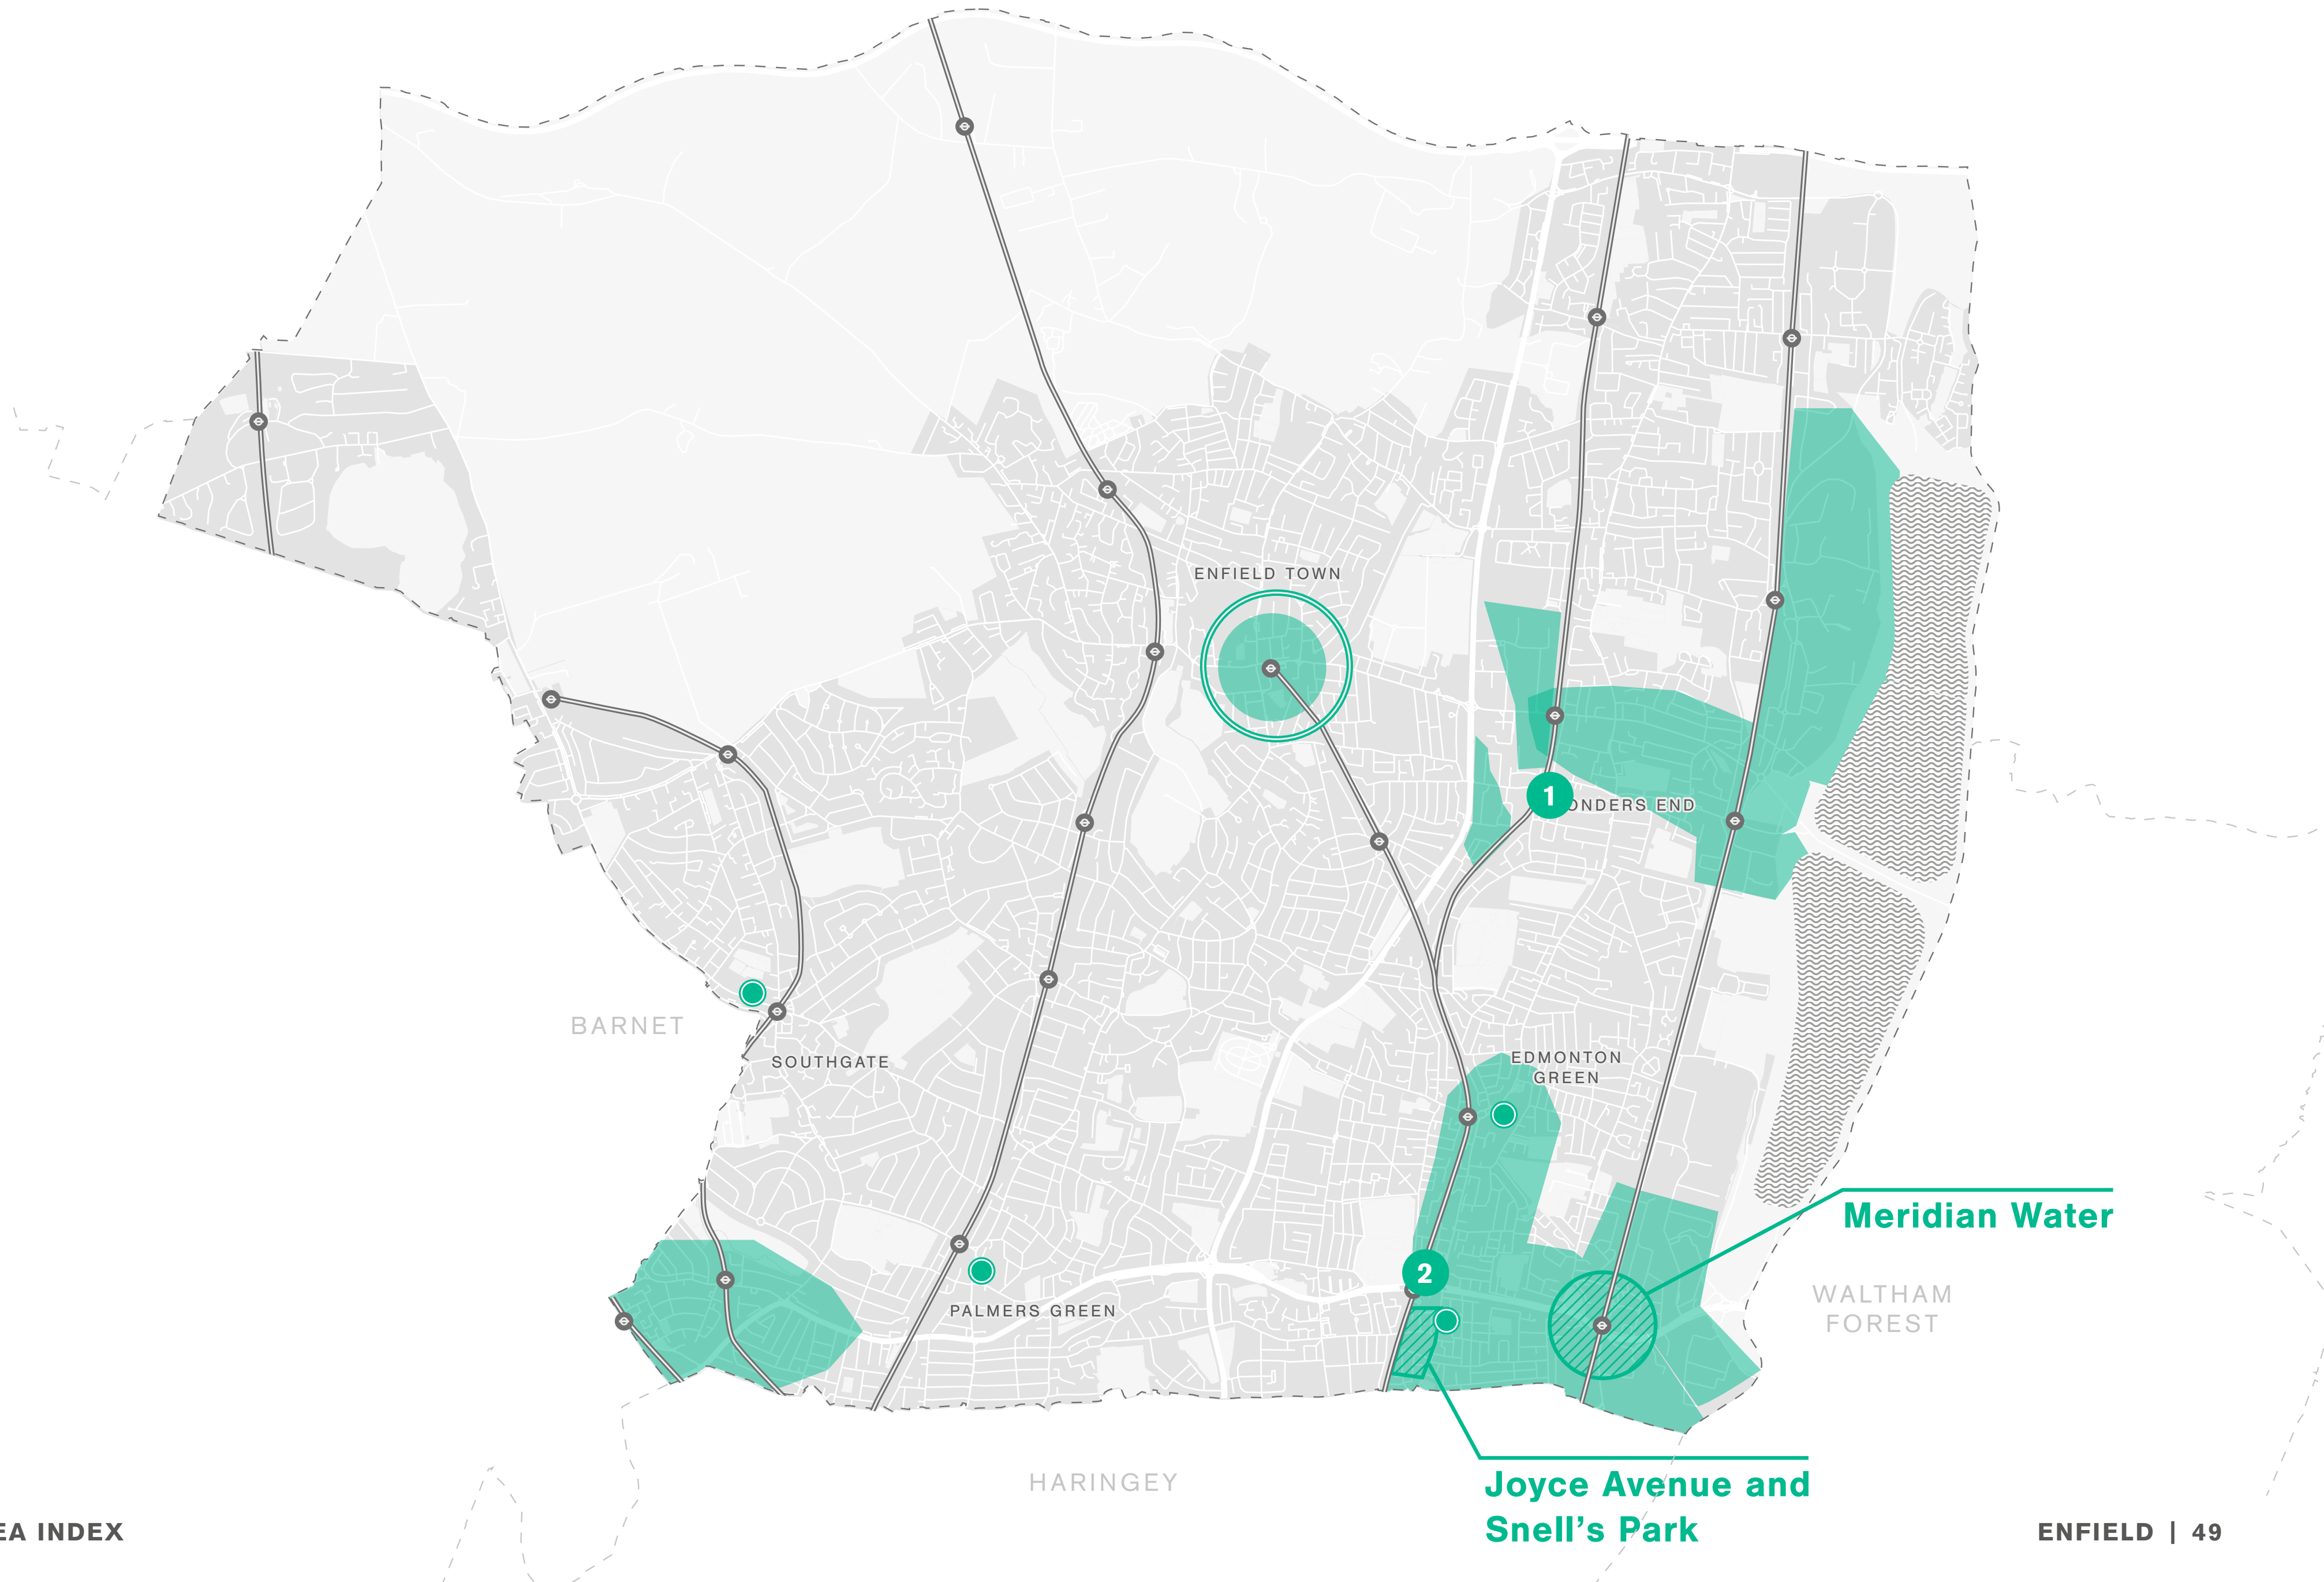 ENFIELD TOWN
1
ONDERS END
BARNET
SOUTHGATE
EDMONTON
GREEN
Meridian Water
2
WALTHAM
FOREST
PALMERS GREEN
HARINGEY
Joyce Avenue and
Snell’s Park
EA INDEX
ENFIELD | 49